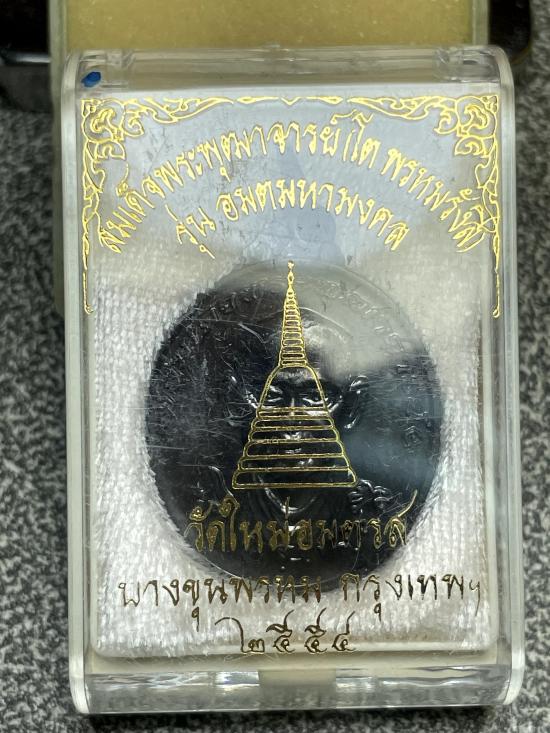 สมเด็จพระพุฒาจารย์(โต พรหมรังสี)
รุ่น อมตมหามงคล
วัดใหม่อมตรส
บางขุนพรหม กรุงเทพฯ
๒๕๕๔